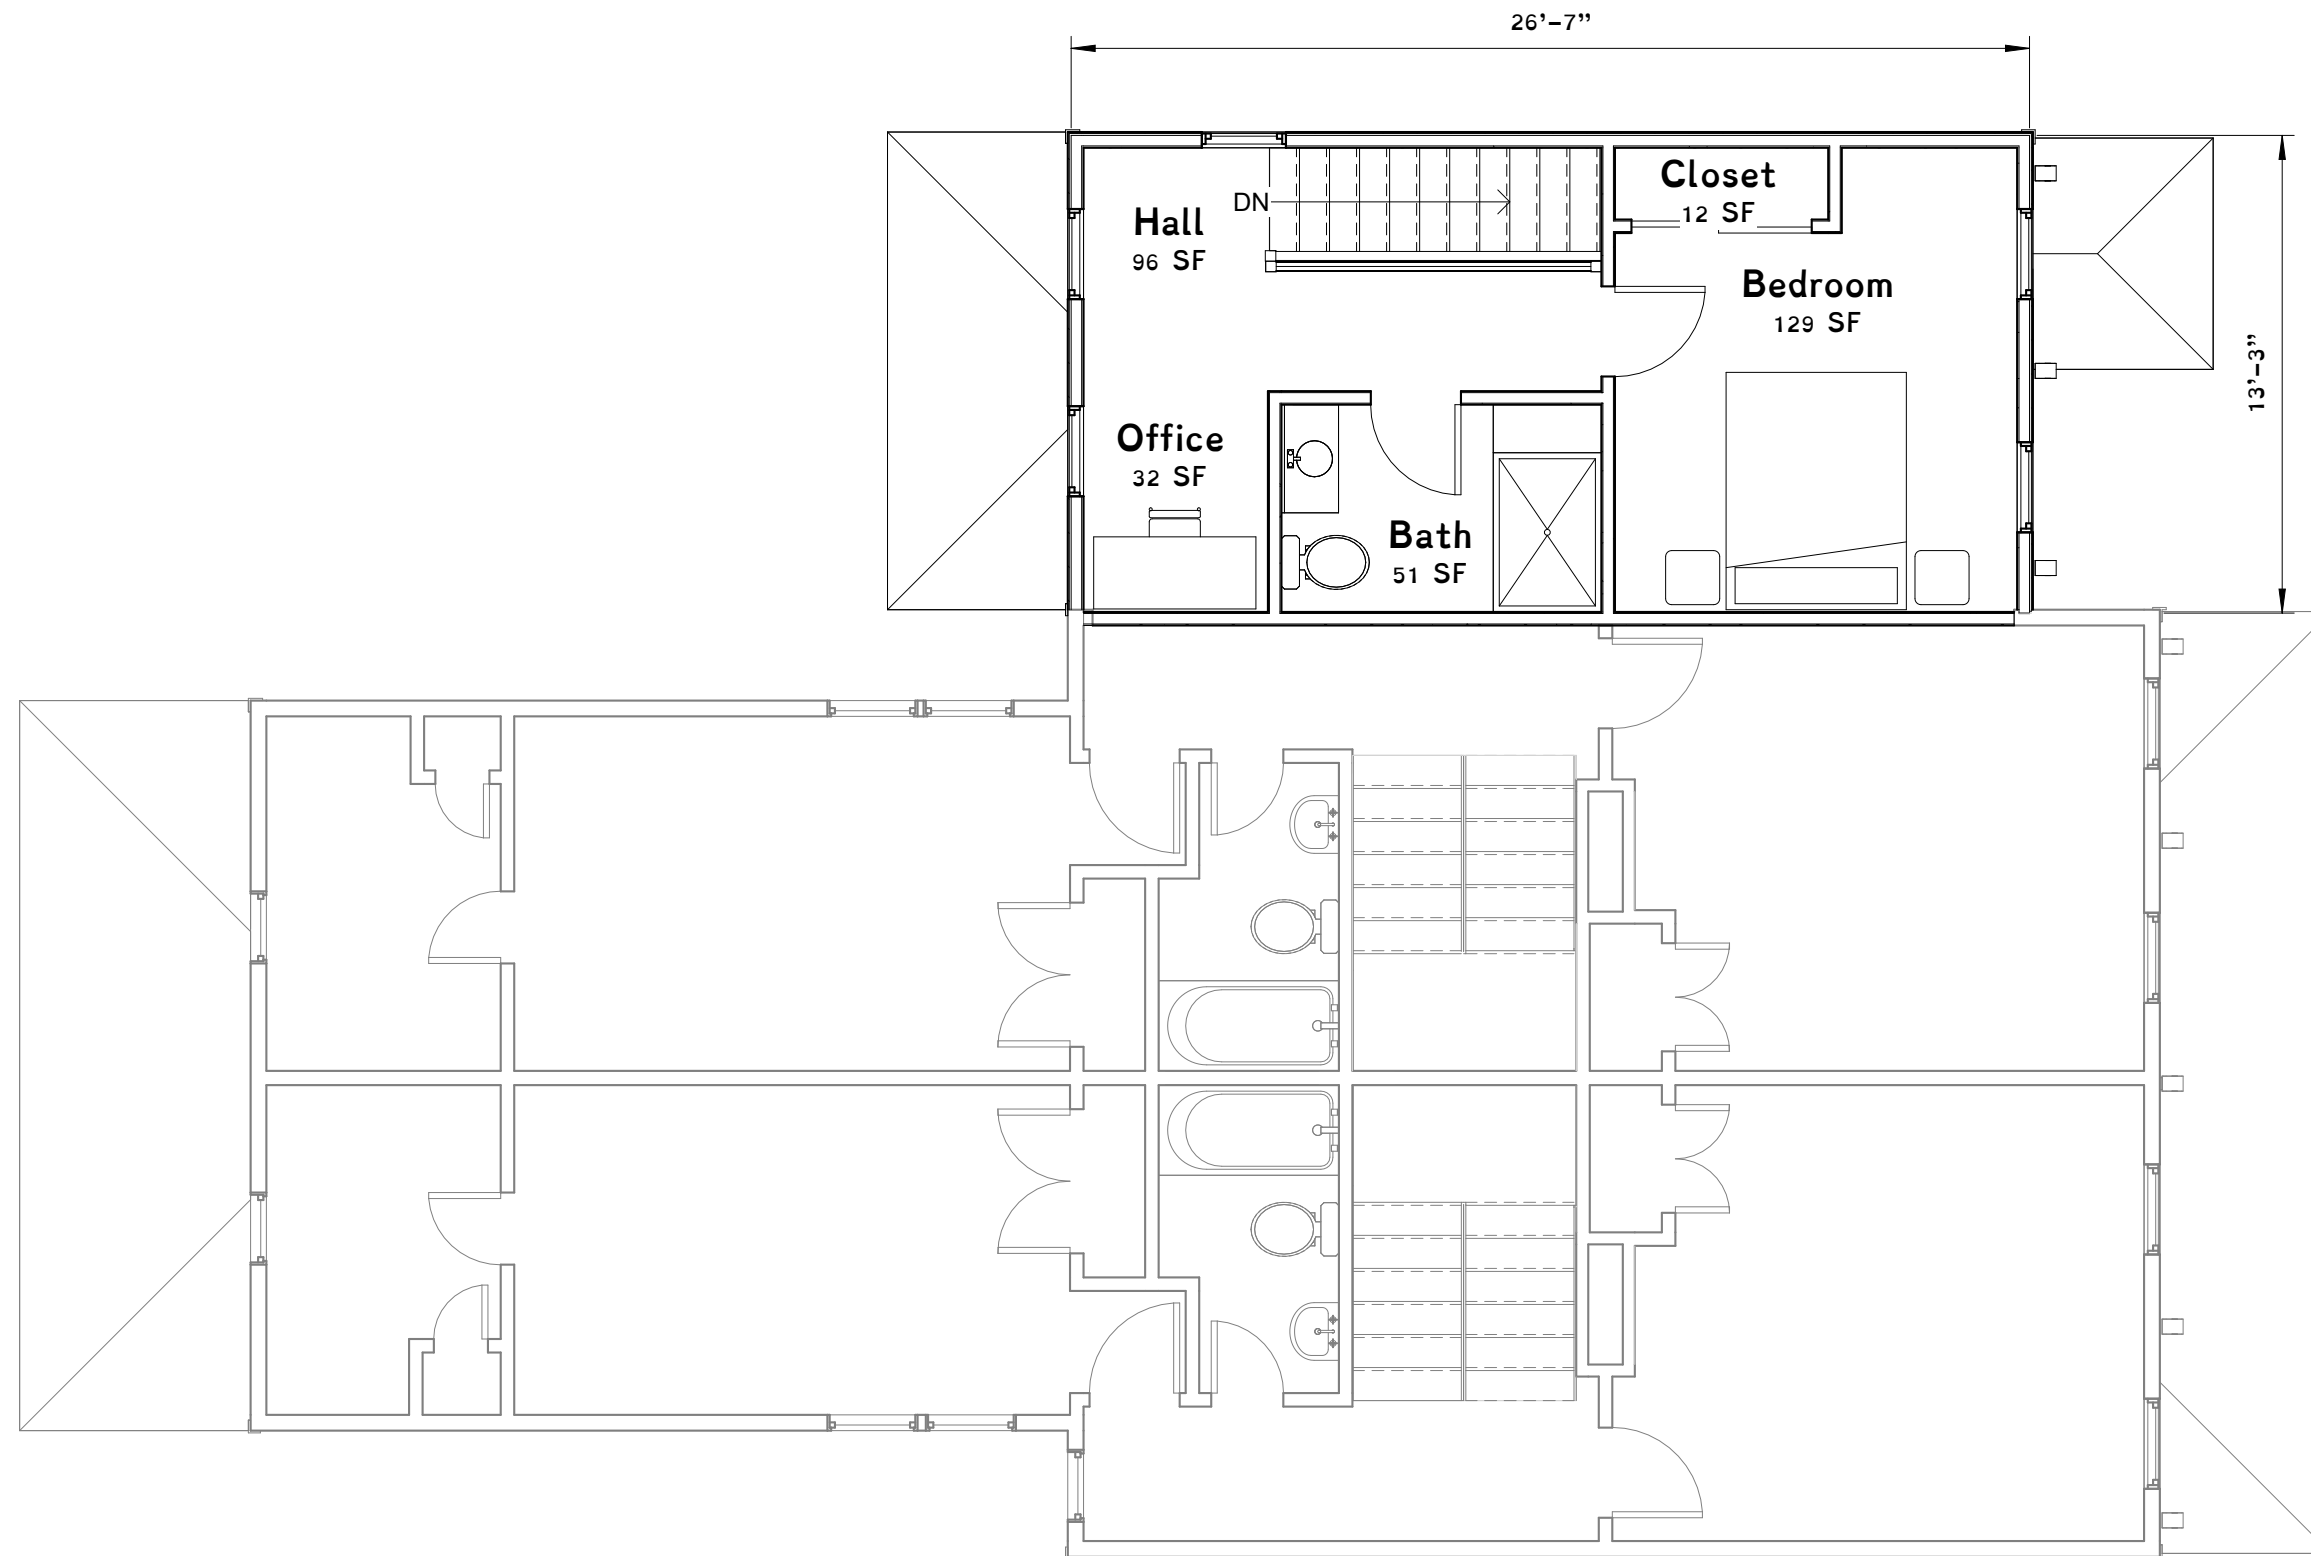 26’-7”
Closet
12 SF
DN
Hall
96 SF
Bedroom
129 SF
13’-3”
Office
32 SF
Bath
51 SF